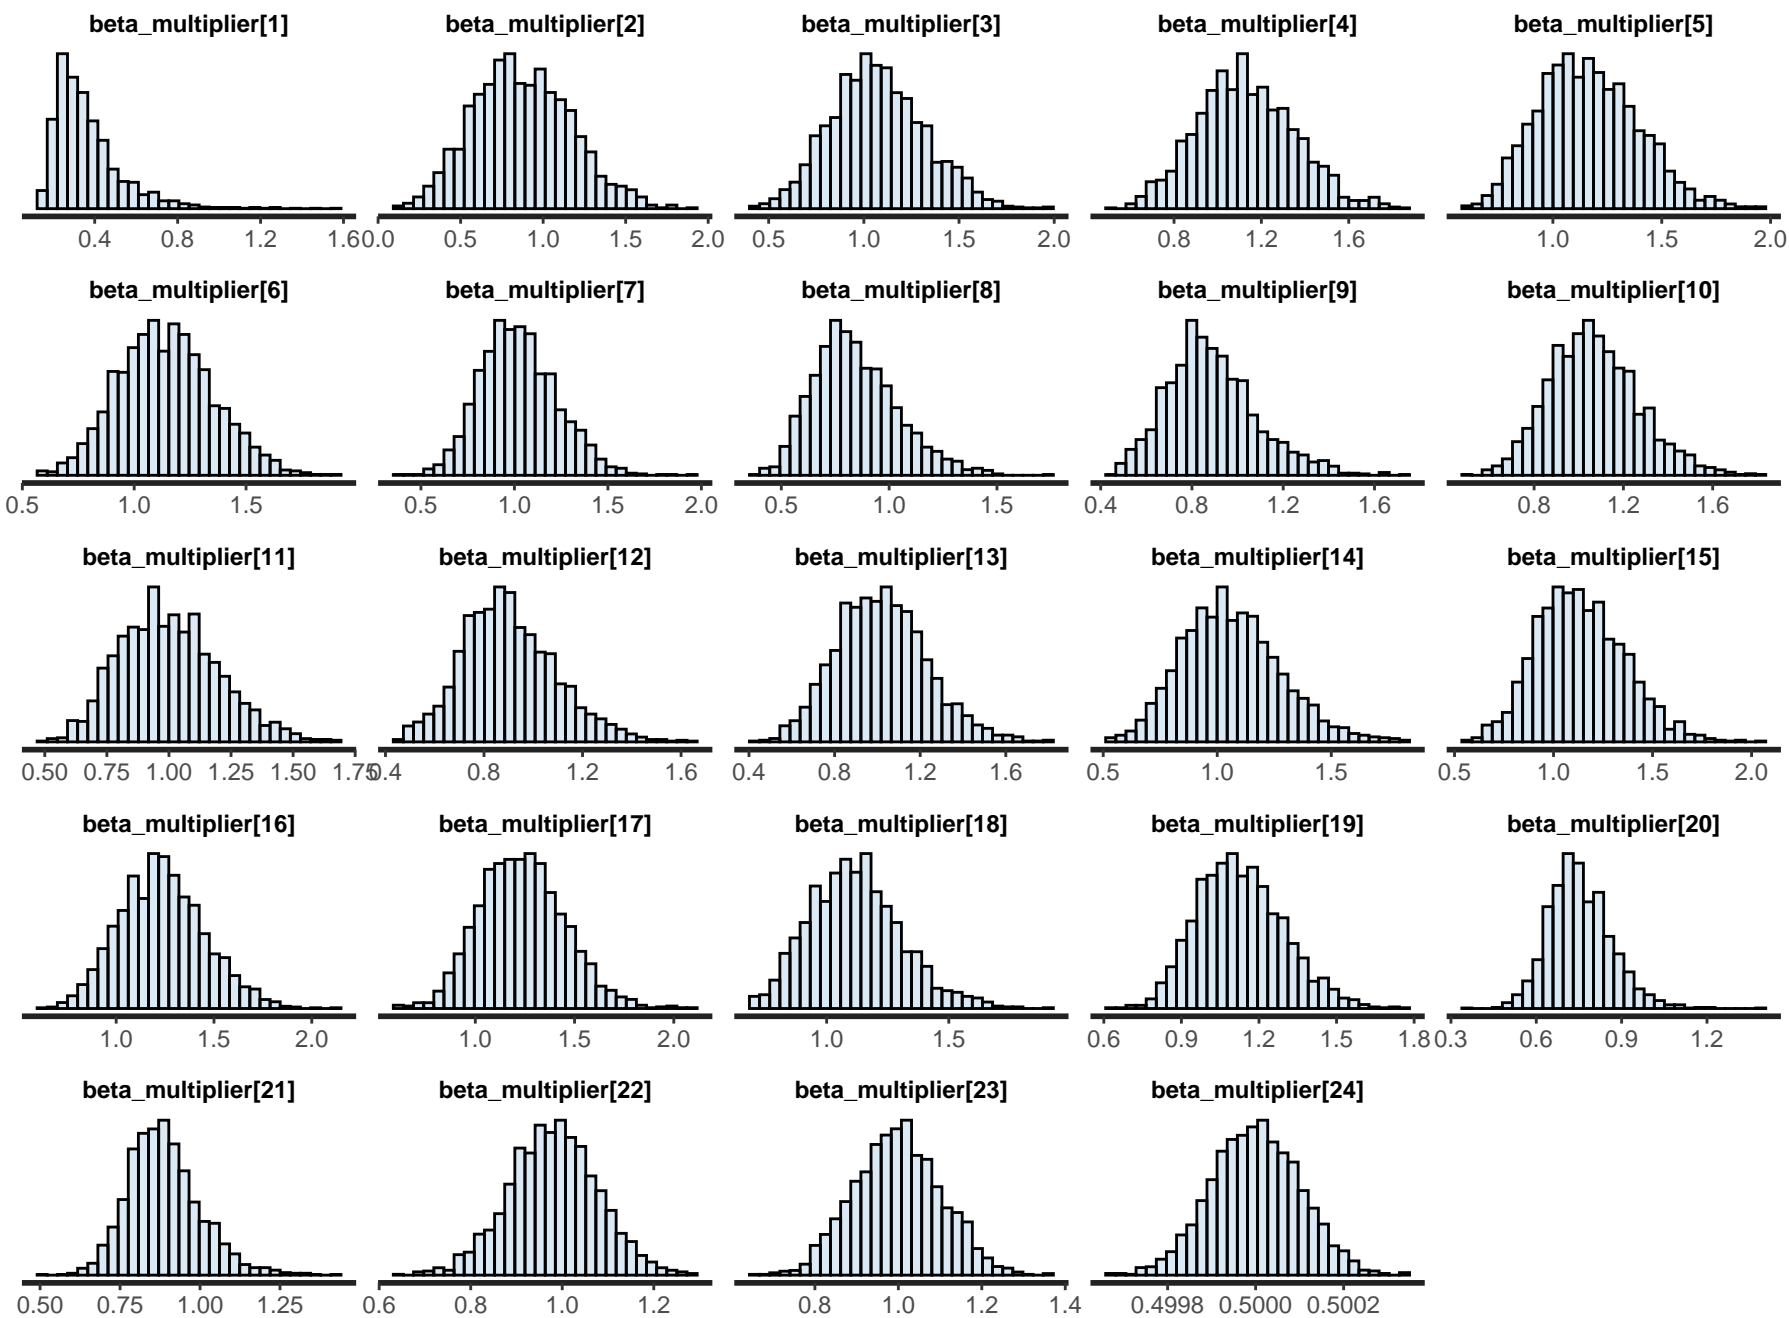 beta_multiplier[1] beta_multiplier[2] beta_multiplier[3] beta_multiplier[4] beta_multiplier[5]
0.4 0.8 1.2 1.6 0.0 0.5 1.0 1.5 2.0 0.5 1.0 1.5 2.0 0.8 1.2 1.6 1.0 1.5 2.0
beta_multiplier[6] beta_multiplier[7] beta_multiplier[8] beta_multiplier[9] beta_multiplier[10]
0.5 1.0 1.5 0.5 1.0 1.5 2.0 0.5 1.0 1.5 0.4 0.8 1.2 1.6 0.8 1.2 1.6
beta_multiplier[11] beta_multiplier[12] beta_multiplier[13] beta_multiplier[14] beta_multiplier[15]
0.50 0.75 1.00 1.25 1.50 1.75 0.4 0.8 1.2 1.6 0.4 0.8 1.2 1.6 0.5 1.0 1.5 0.5 1.0 1.5 2.0
beta_multiplier[16] beta_multiplier[17] beta_multiplier[18] beta_multiplier[19] beta_multiplier[20]
1.0 1.5 2.0 1.0 1.5 2.0 1.0 1.5 0.6 0.9 1.2 1.5 1.8 0.3 0.6 0.9 1.2
beta_multiplier[21] beta_multiplier[22] beta_multiplier[23] beta_multiplier[24]
0.50 0.75 1.00 1.25 0.6 0.8 1.0 1.2 0.8 1.0 1.2 1.4 0.4998 0.5000 0.5002